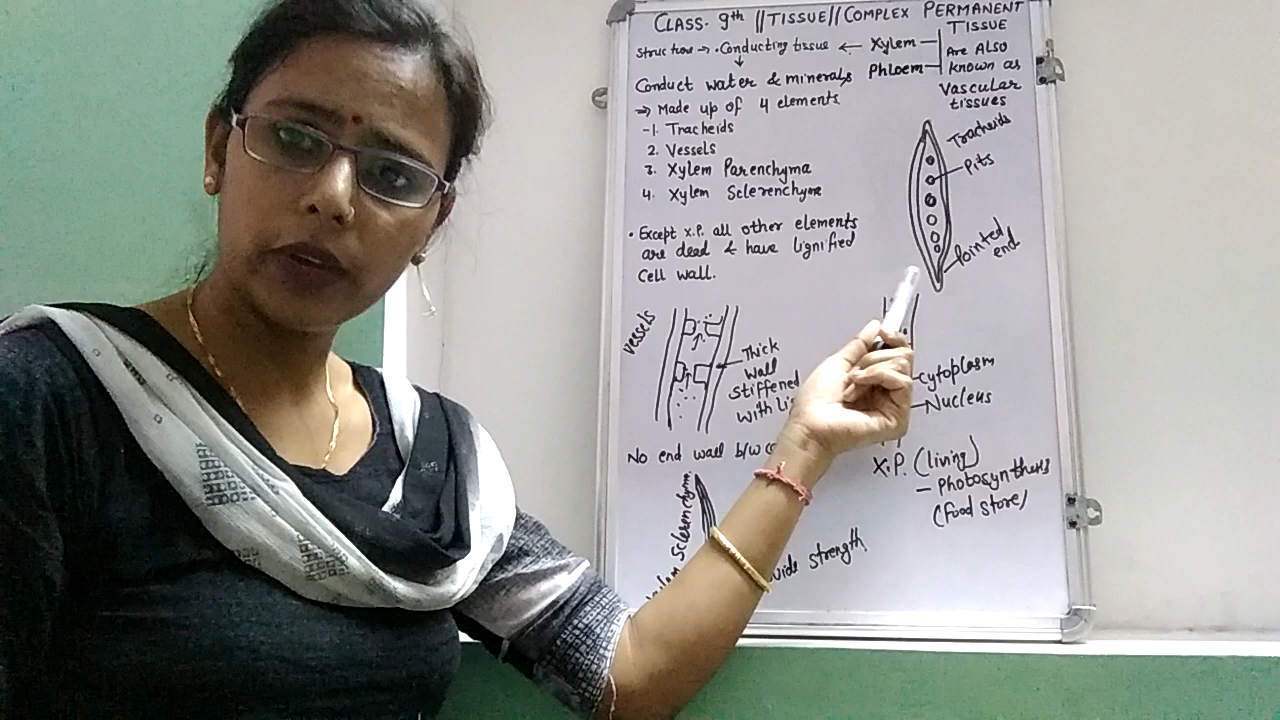 CLASS. 9th || TISSUE || COMPLEX PERMANENT
TISSUE
Structure → • Conducting tissue ← Xylem
Phloem
Are Also
known as
Vascular
tissues
↓
Conduct water & minerals
⇒ Made up of 4 elements
-1. Tracheids
2. Vessels
3. Xylem Parenchyma
4. Xylem Sclerenchyme
• Except X.P. all other elements
are dead & have lignified
cell wall.
Tracheids
Pits
Pointed
end
Vessels
Thick
wall
stiffened
with
No end wall b/w
Cytoplasm
Nucleus
X.P. (living)
- Photosynthesis
(food store)
Sclerenchym
strength